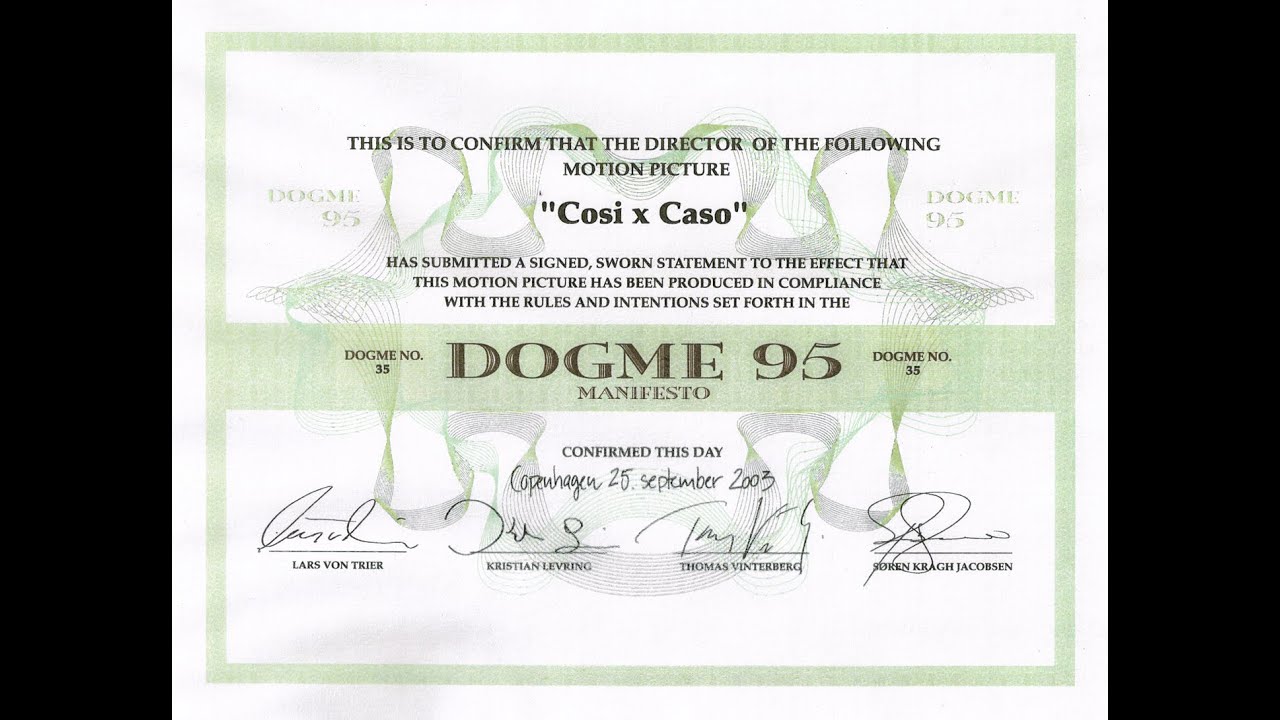 THIS IS TO CONFIRM THAT THE DIRECTOR OF THE FOLLOWING
MOTION PICTURE
DOGME
95
"Cosi x Caso"
DOGME
95
HAS SUBMITTED A SIGNED, SWORN STATEMENT TO THE EFFECT THAT
THIS MOTION PICTURE HAS BEEN PRODUCED IN COMPLIANCE
WITH THE RULES AND INTENTIONS SET FORTH IN THE
DOGME NO.
35
DOGME 95
MANIFESTO
DOGME NO.
35
CONFIRMED THIS DAY
Copenhagen 25. september 2003
LARS VON TRIER
KRISTIAN LEVRING
THOMAS VINTERBERG
SØREN KRAGH JACOBSEN